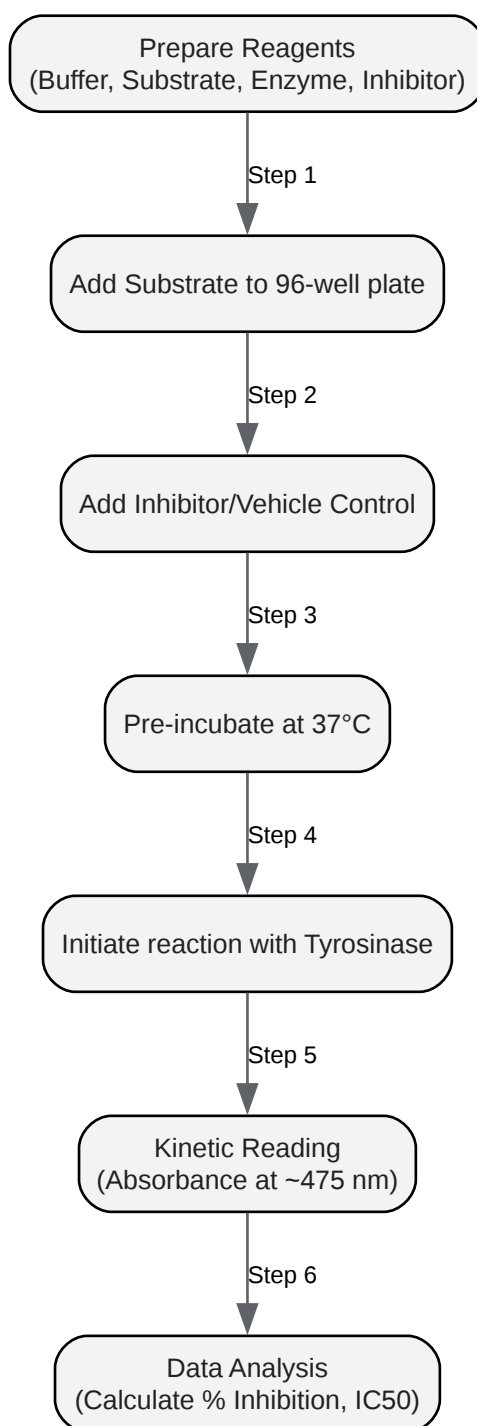 Prepare Reagents
(Buffer, Substrate, Enzyme, Inhibitor)
Step 1
Add Substrate to 96-well plate
Step 2
Add Inhibitor/Vehicle Control
Step 3
Pre-incubate at 37°C
Step 4
Initiate reaction with Tyrosinase
Step 5
Kinetic Reading
(Absorbance at ~475 nm)
Step 6
Data Analysis
(Calculate % Inhibition, IC50)